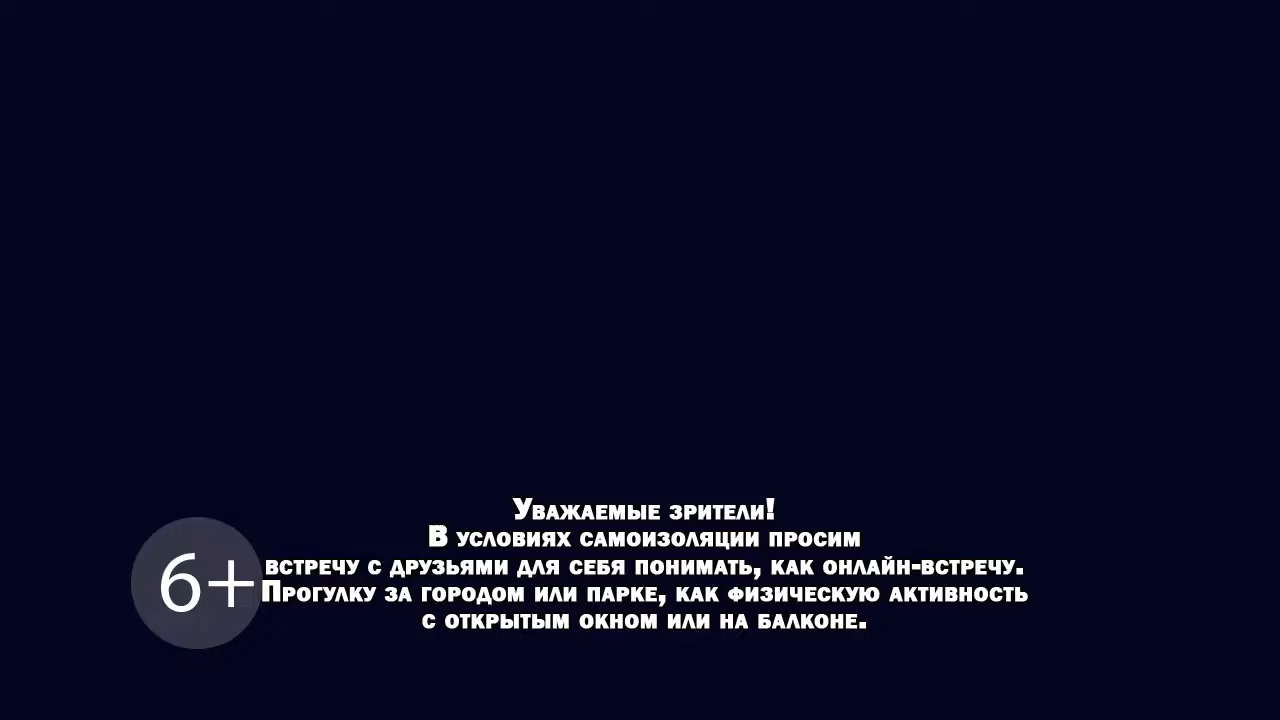 Уважаемые зрители!
В условиях самоизоляции просим
встречу с друзьями для себя понимать, как онлайн-встречу.
6+
Прогулку за городом или парке, как физическую активность
с открытым окном или на балконе.